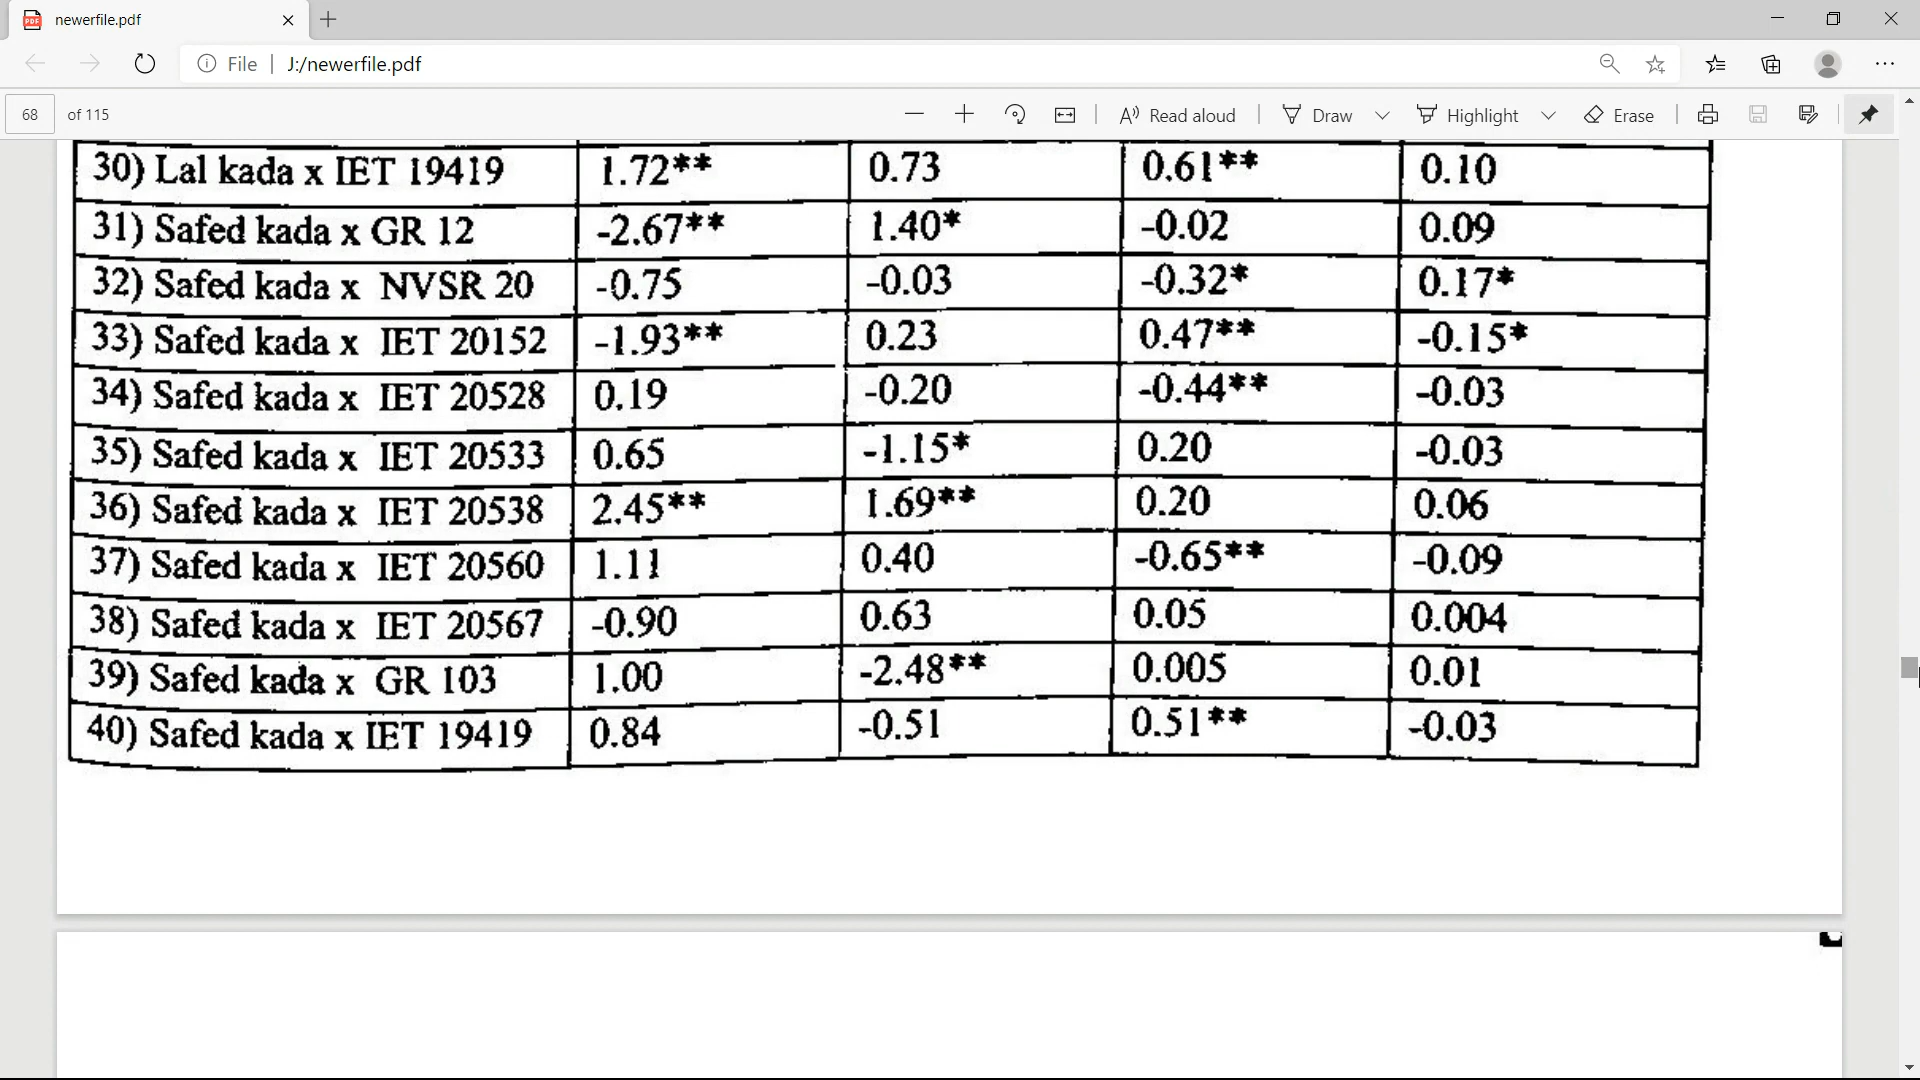 newerfile.pdf
File | J:/newerfile.pdf
68 of 115 Read aloud Draw Highlight Erase
30) Lal kada x IET 19419 1.72** 0.73 0.61** 0.10
31) Safed kada x GR 12 -2.67** 1.40* -0.02 0.09
32) Safed kada x NVSR 20 -0.75 -0.03 -0.32* 0.17*
33) Safed kada x IET 20152 -1.93** 0.23 0.47** -0.15*
34) Safed kada x IET 20528 0.19 -0.20 -0.44** -0.03
35) Safed kada x IET 20533 0.65 -1.15* 0.20 -0.03
36) Safed kada x IET 20538 2.45** 1.69** 0.20 0.06
37) Safed kada x IET 20560 1.11 0.40 -0.65** -0.09
38) Safed kada x IET 20567 -0.90 0.63 0.05 0.004
39) Safed kada x GR 103 1.00 -2.48** 0.005 0.01
40) Safed kada x IET 19419 0.84 -0.51 0.51** -0.03